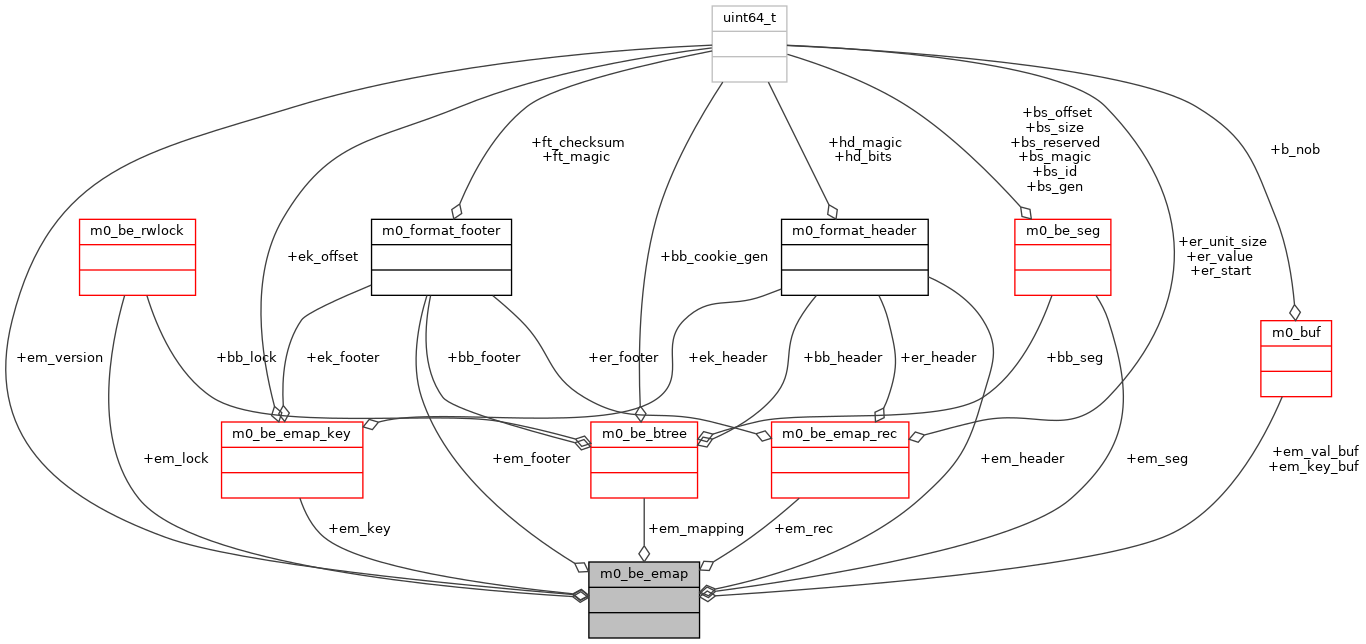 uint64_t
+bs_offset
+bs_size
+bs_reserved
+bs_magic
+bs_id
+bs_gen
+ft_checksum
+ft_magic
+hd_magic
+hd_bits
+b_nob
m0_be_rwlock
m0_format_footer
m0_format_header
m0_be_seg
+ek_offset
+bb_cookie_gen
+er_unit_size
+er_value
+er_start
m0_buf
+em_version
+bb_lock
+ek_footer
+bb_footer
+er_footer
+ek_header
+bb_header
+er_header
+bb_seg
m0_be_emap_key
m0_be_btree
m0_be_emap_rec
+em_lock
+em_footer
+em_header
+em_seg
+em_val_buf
+em_key_buf
+em_key
+em_mapping
+em_rec
m0_be_emap